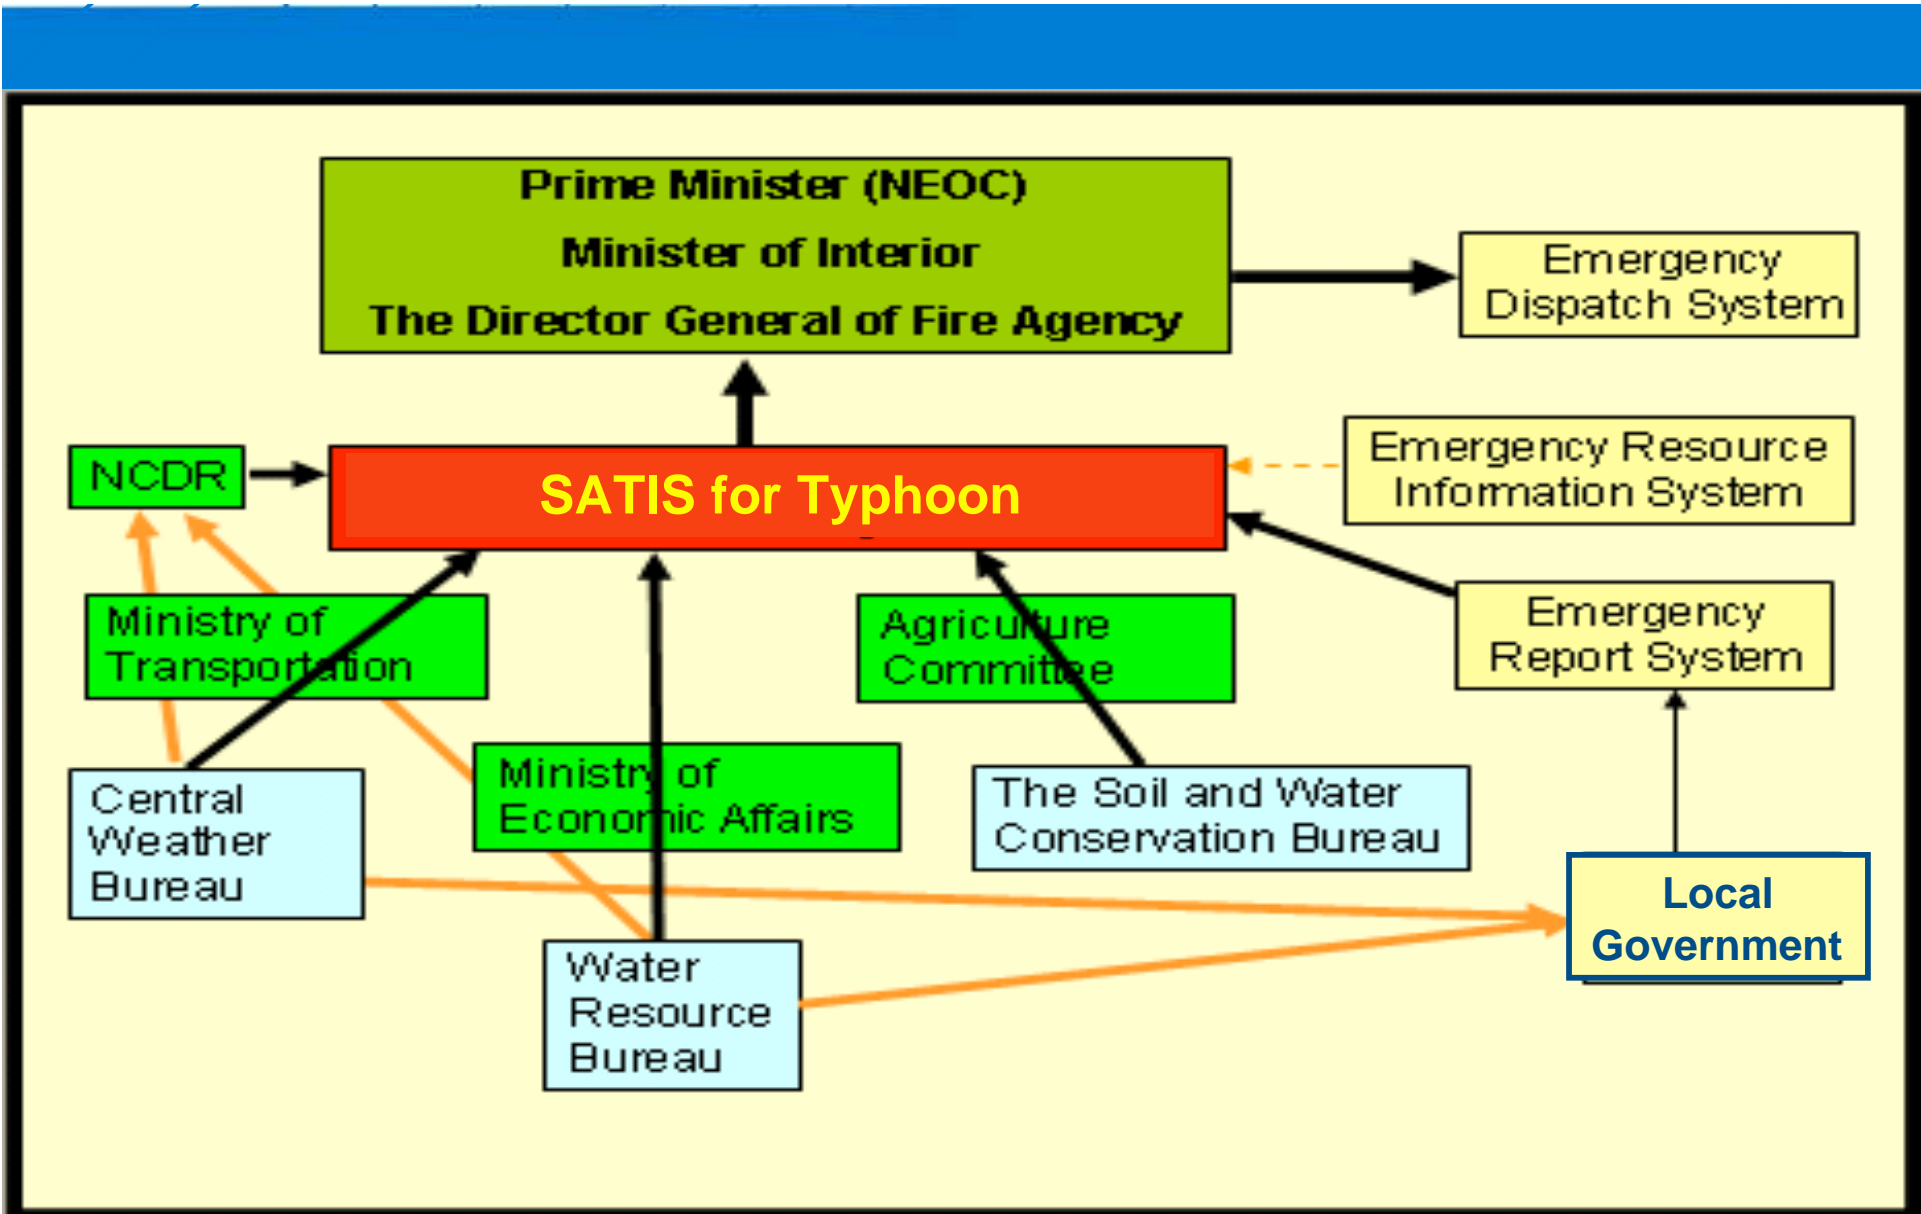 Prime Minister (NEOC)
Minister of Interior
The Director General of Fire Agency
Emergency
Dispatch System
NCDR
SATIS for Typhoon
Emergency Resource
Information System
Ministry of
Transportation
Agriculture
Committee
Emergency
Report System
Central
Weather
Bureau
Ministry of
Economic Affairs
The Soil and Water
Conservation Bureau
Local
Government
Water
Resource
Bureau